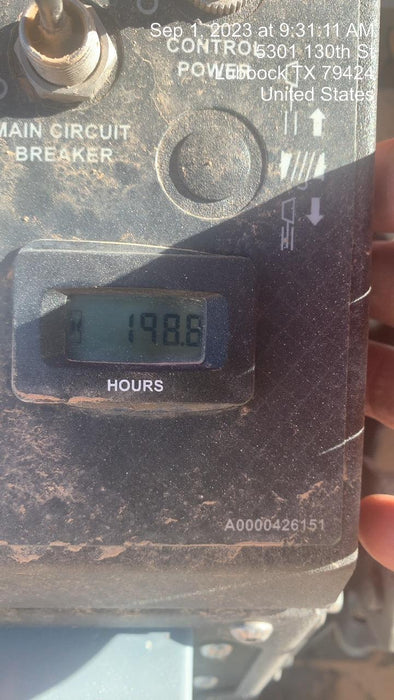 Sep 1, 2023 at 9:31:11 AM
5301 130th St
Lubbock TX 79424
United States
CONTROL
POWER
MAIN CIRCUIT
BREAKER
198.8
HOURS
A0000426151